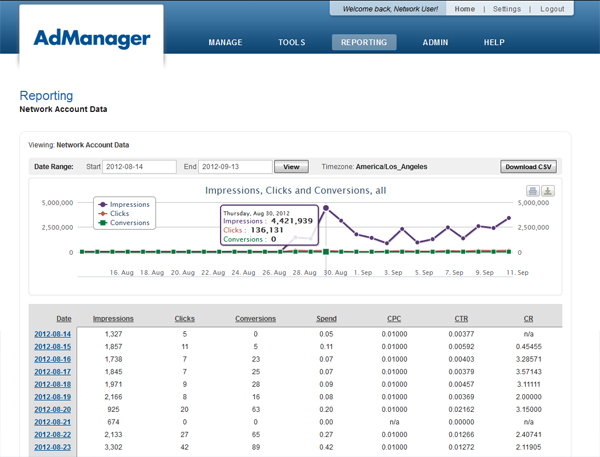 Welcome back, Network User! Home | Settings | Logout
AdManager
MANAGE TOOLS REPORTING ADMIN HELP
Reporting
Network Account Data
Viewing: Network Account Data
Date Range: Start 2012-08-14 End 2012-09-13 View Timezone: America/Los_Angeles Download CSV
Impressions, Clicks and Conversions, all
5,000,000 Impressions Clicks Conversions 5,000,000
Thursday, Aug 30, 2012
Impressions : 4,421,939
Clicks : 136,131
Conversions : 0
2,500,000 2,500,000
0 0
16. Aug 18. Aug 20. Aug 22. Aug 24. Aug 26. Aug 28. Aug 30. Aug 1. Sep 3. Sep 5. Sep 7. Sep 9. Sep 11. Sep
Date Impressions Clicks Conversions Spend CPC CTR CR
2012-08-14 1,327 5 0 0.05 0.01000 0.00377 n/a
2012-08-15 1,857 11 5 0.11 0.01000 0.00592 0.45455
2012-08-16 1,738 7 23 0.07 0.01000 0.00403 3.28571
2012-08-17 1,845 7 25 0.07 0.01000 0.00379 3.57143
2012-08-18 1,971 9 28 0.09 0.01000 0.00457 3.11111
2012-08-19 2,166 8 16 0.08 0.01000 0.00369 2.00000
2012-08-20 925 20 63 0.20 0.01000 0.02162 3.15000
2012-08-21 674 0 0 0.00 n/a 0.00000 n/a
2012-08-22 2,133 27 65 0.27 0.01000 0.01266 2.40741
2012-08-23 3,302 42 89 0.42 0.01000 0.01272 2.11905